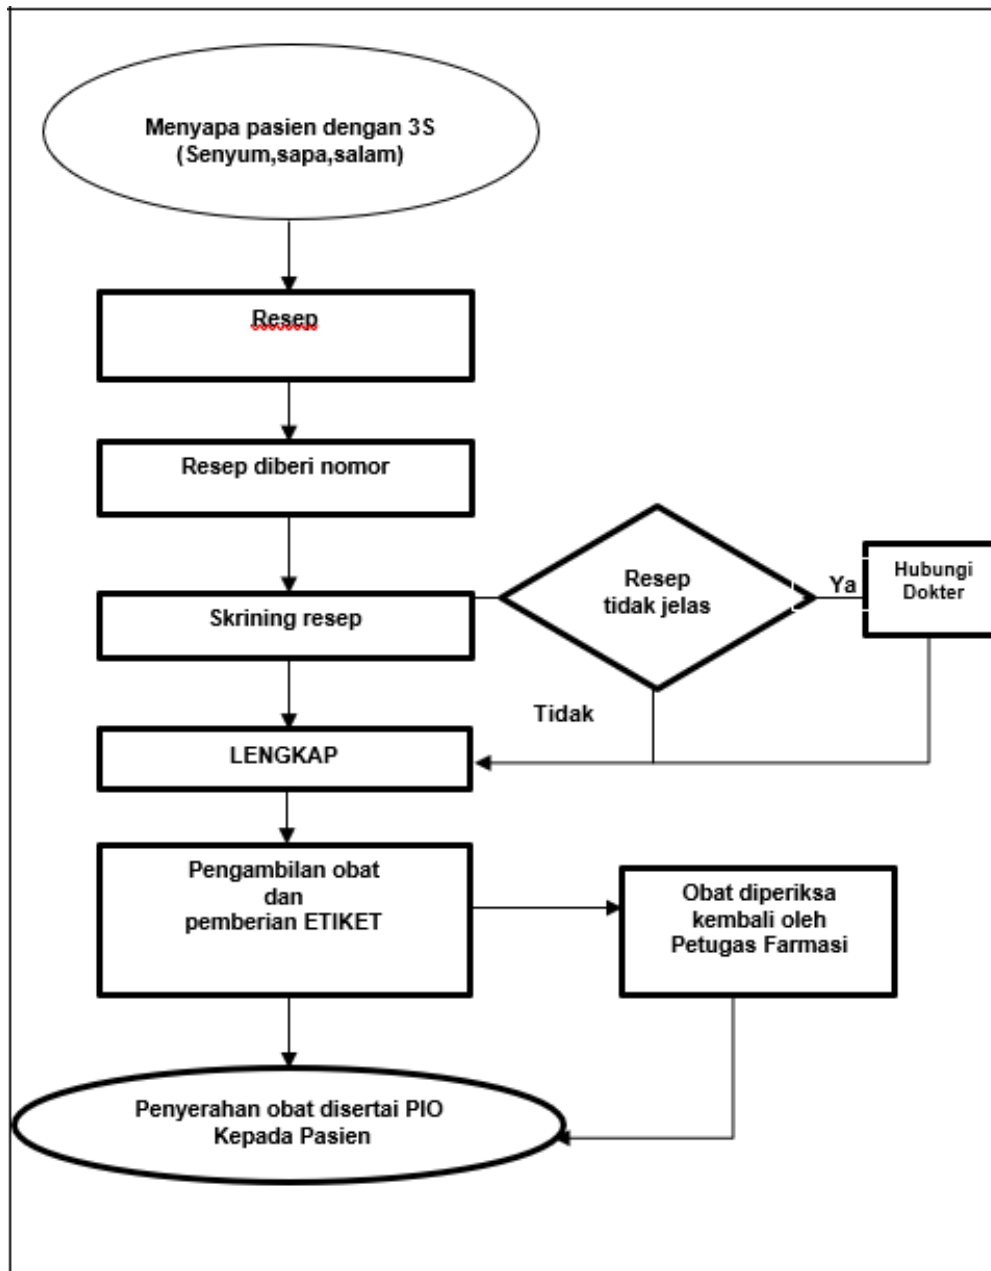 Menyapa pasien dengan 3S
(Senyum,sapa,salam)
Resep
Resep diberi nomor
Skrining resep
Resep
tidak jelas
Ya
Hubungi
Dokter
Tidak
LENGKAP
Pengambilan obat
dan
pemberian ETIKET
Obat diperiksa
kembali oleh
Petugas Farmasi
Penyerahan obat disertai PIO
Kepada Pasien